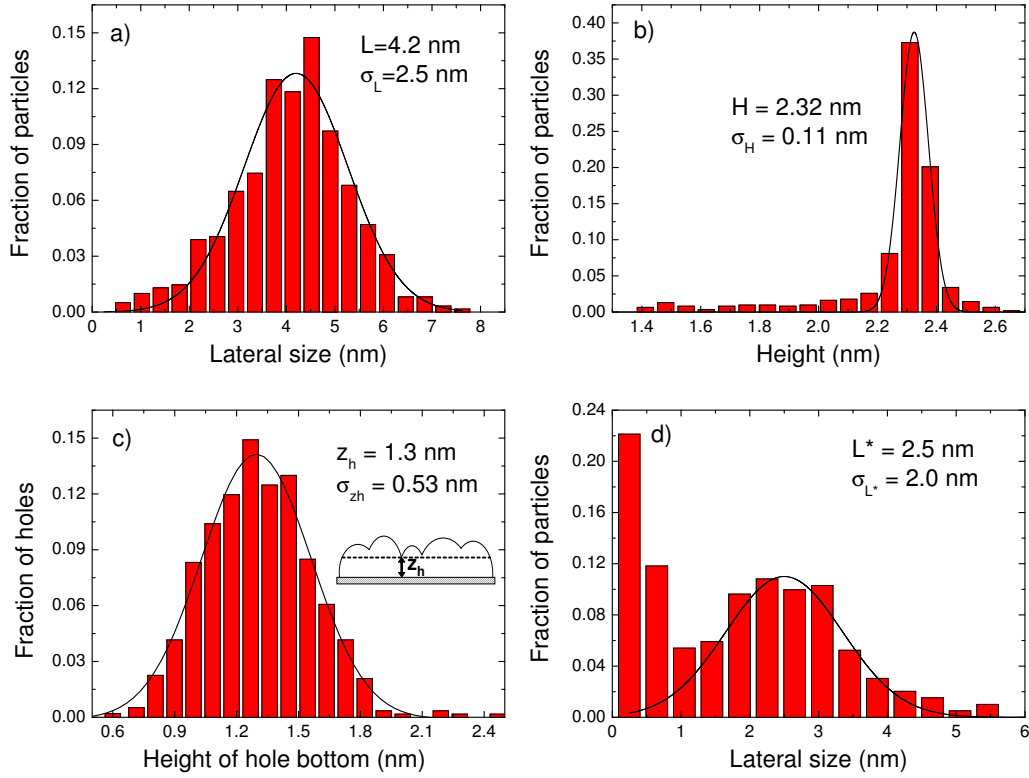 a)
L=4.2 nm
σL=2.5 nm
Fraction of particles
0.15
0.12
0.09
0.06
0.03
0.00
0 1 2 3 4 5 6 7 8
Lateral size (nm)
b)
H = 2.32 nm
σH = 0.11 nm
Fraction of particles
0.40
0.35
0.30
0.25
0.20
0.15
0.10
0.05
0.00
1.4 1.6 1.8 2.0 2.2 2.4 2.6
Height (nm)
c)
zh = 1.3 nm
σzh = 0.53 nm
zh
Fraction of holes
0.15
0.12
0.09
0.06
0.03
0.00
0.6 0.9 1.2 1.5 1.8 2.1 2.4
Height of hole bottom (nm)
d)
L* = 2.5 nm
σL* = 2.0 nm
Fraction of particles
0.24
0.20
0.16
0.12
0.08
0.04
0.00
0 1 2 3 4 5 6
Lateral size (nm)